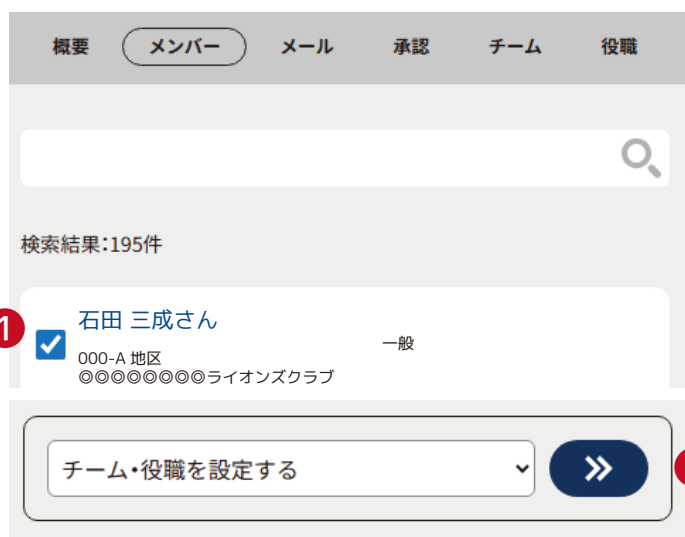 概要 メンバー メール 承認 チーム 役職
検索結果:195件
1
石田 三成さん
一般
000-A 地区
◎◎◎◎◎◎◎◎ライオンズクラブ
チーム・役職を設定する